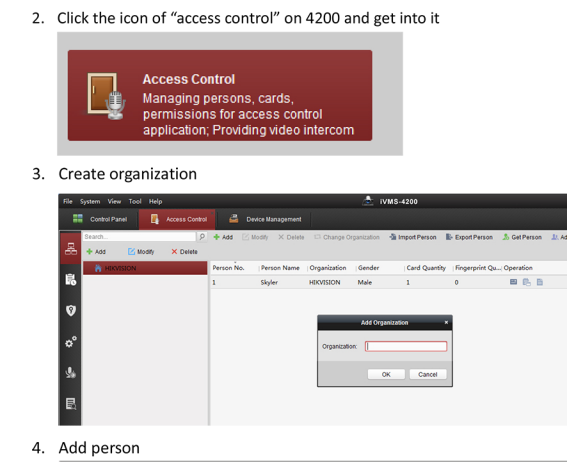 2. Click the icon of “access control” on 4200 and get into it
Access Control
Managing persons, cards,
permissions for access control
application; Providing video intercom
3. Create organization
File System View Tool Help
iVMS-4200
Control Panel Access Control Device Management
Search... Add Modify Delete Change Organization Import Person Export Person Get Person
Add Modify Delete
HIKVISION
Person No. Person Name Organization Gender Card Quantity Fingerprint Qu... Operation
1 Skyler HIKVISION Male 1 0
Add Organization
Organization:
OK Cancel
4. Add person